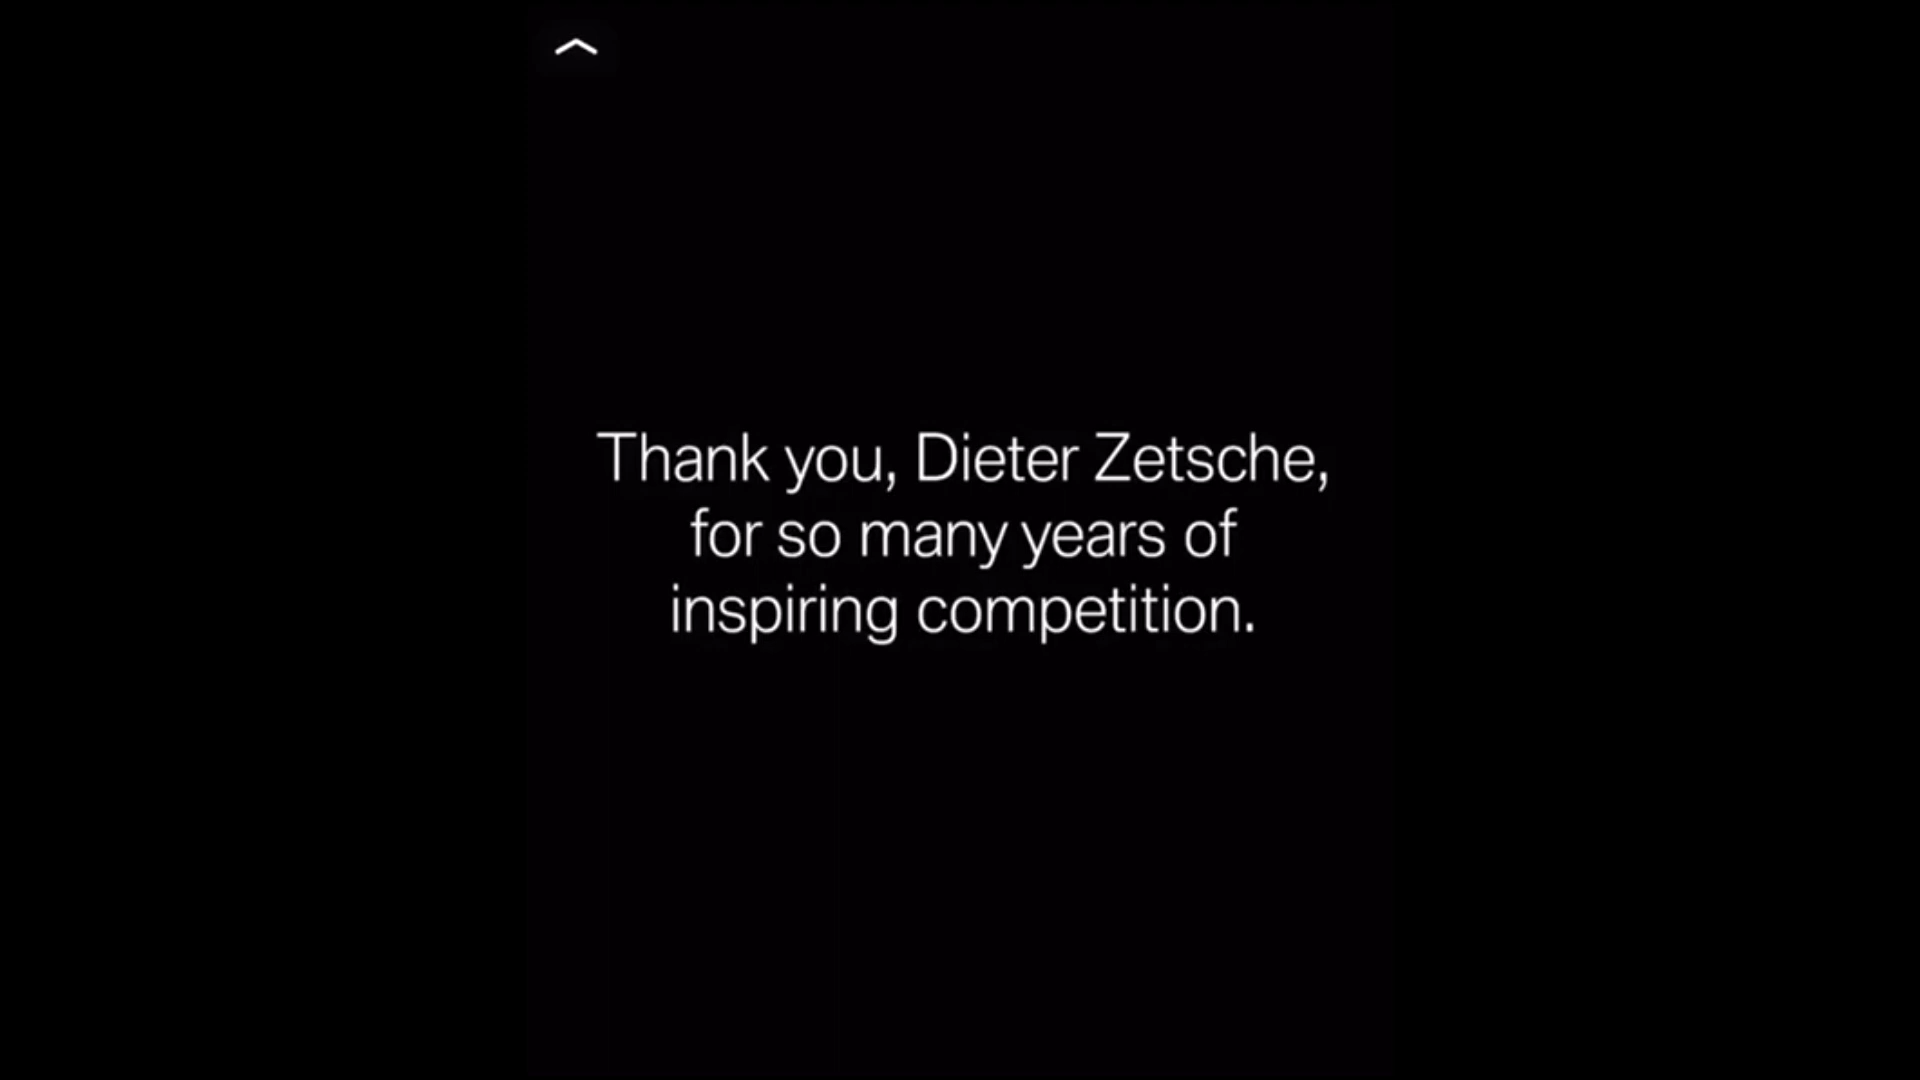 Thank you, Dieter Zetsche,
for so many years of
inspiring competition.